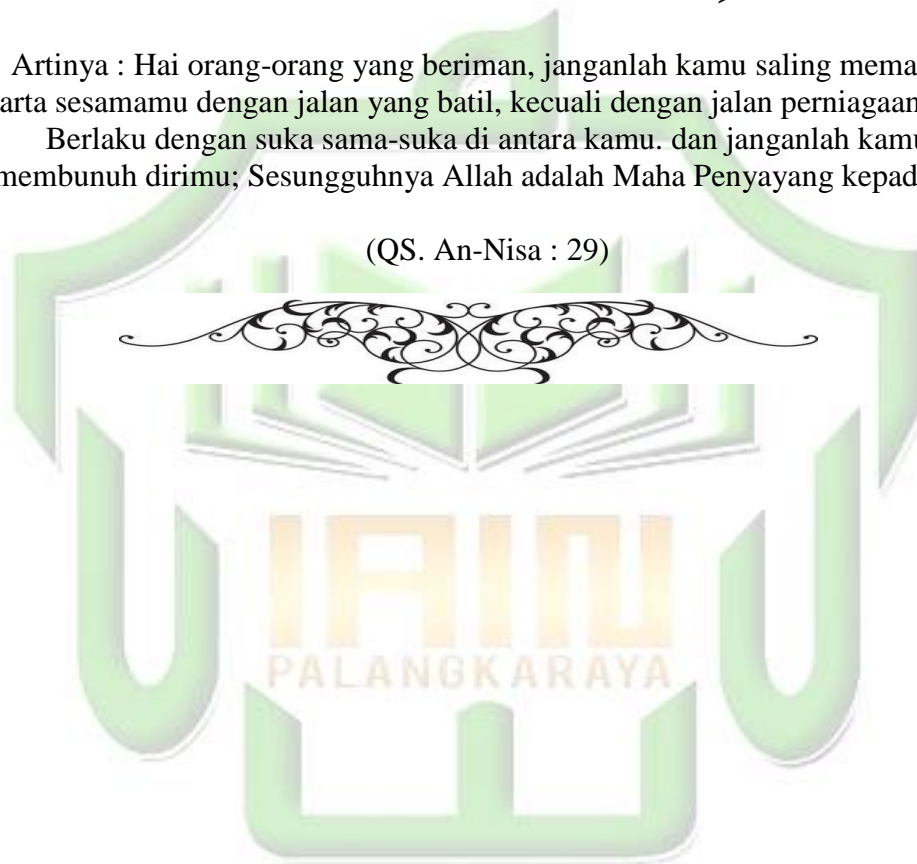 Artinya : Hai orang-orang yang beriman, janganlah kamu saling mema
arta sesamamu dengan jalan yang batil, kecuali dengan jalan perniagaan
Berlaku dengan suka sama-suka di antara kamu. dan janganlah kamu
membunuh dirimu; Sesungguhnya Allah adalah Maha Penyayang kepad
(QS. An-Nisa : 29)
IAIN
PALANGKARAYA